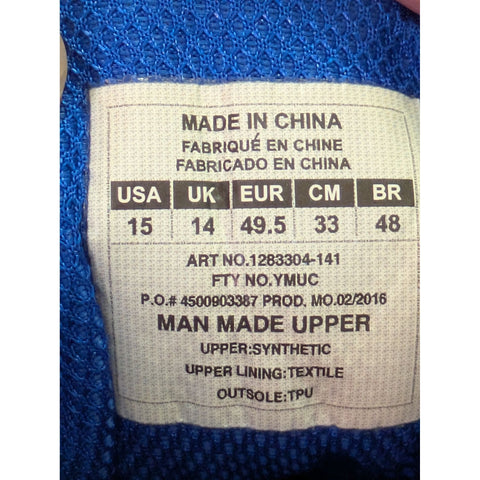 MADE IN CHINA
FABRIQUÉ EN CHINE
FABRICADO EN CHINA
USA UK EUR CM BR
15 14 49.5 33 48
ART NO.1283304-141
FTY NO.YMUC
P.O.# 4500903387 PROD. MO.02/2016
MAN MADE UPPER
UPPER:SYNTHETIC
UPPER LINING:TEXTILE
OUTSOLE:TPU